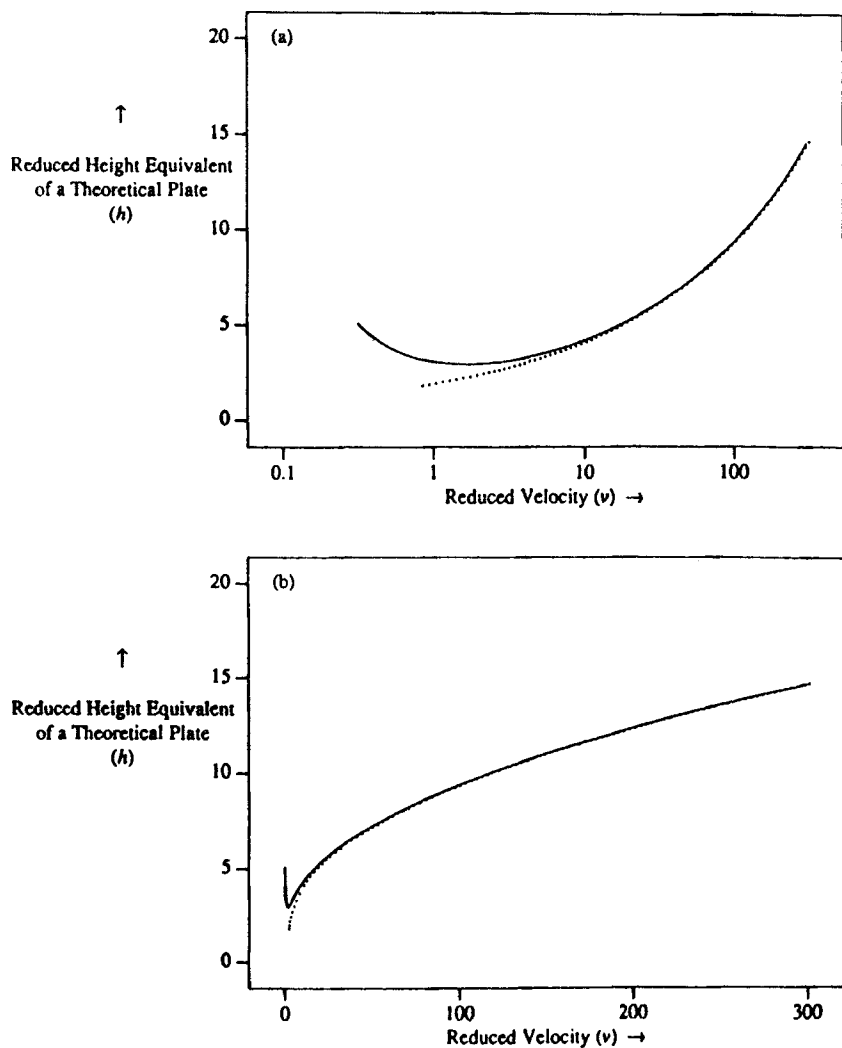 (a)
20
15
10
5
0
↑
Reduced Height Equivalent
of a Theoretical Plate
(h)
0.1 1 10 100
Reduced Velocity (v) →
(b)
20
15
10
5
0
↑
Reduced Height Equivalent
of a Theoretical Plate
(h)
0 100 200 300
Reduced Velocity (v) →